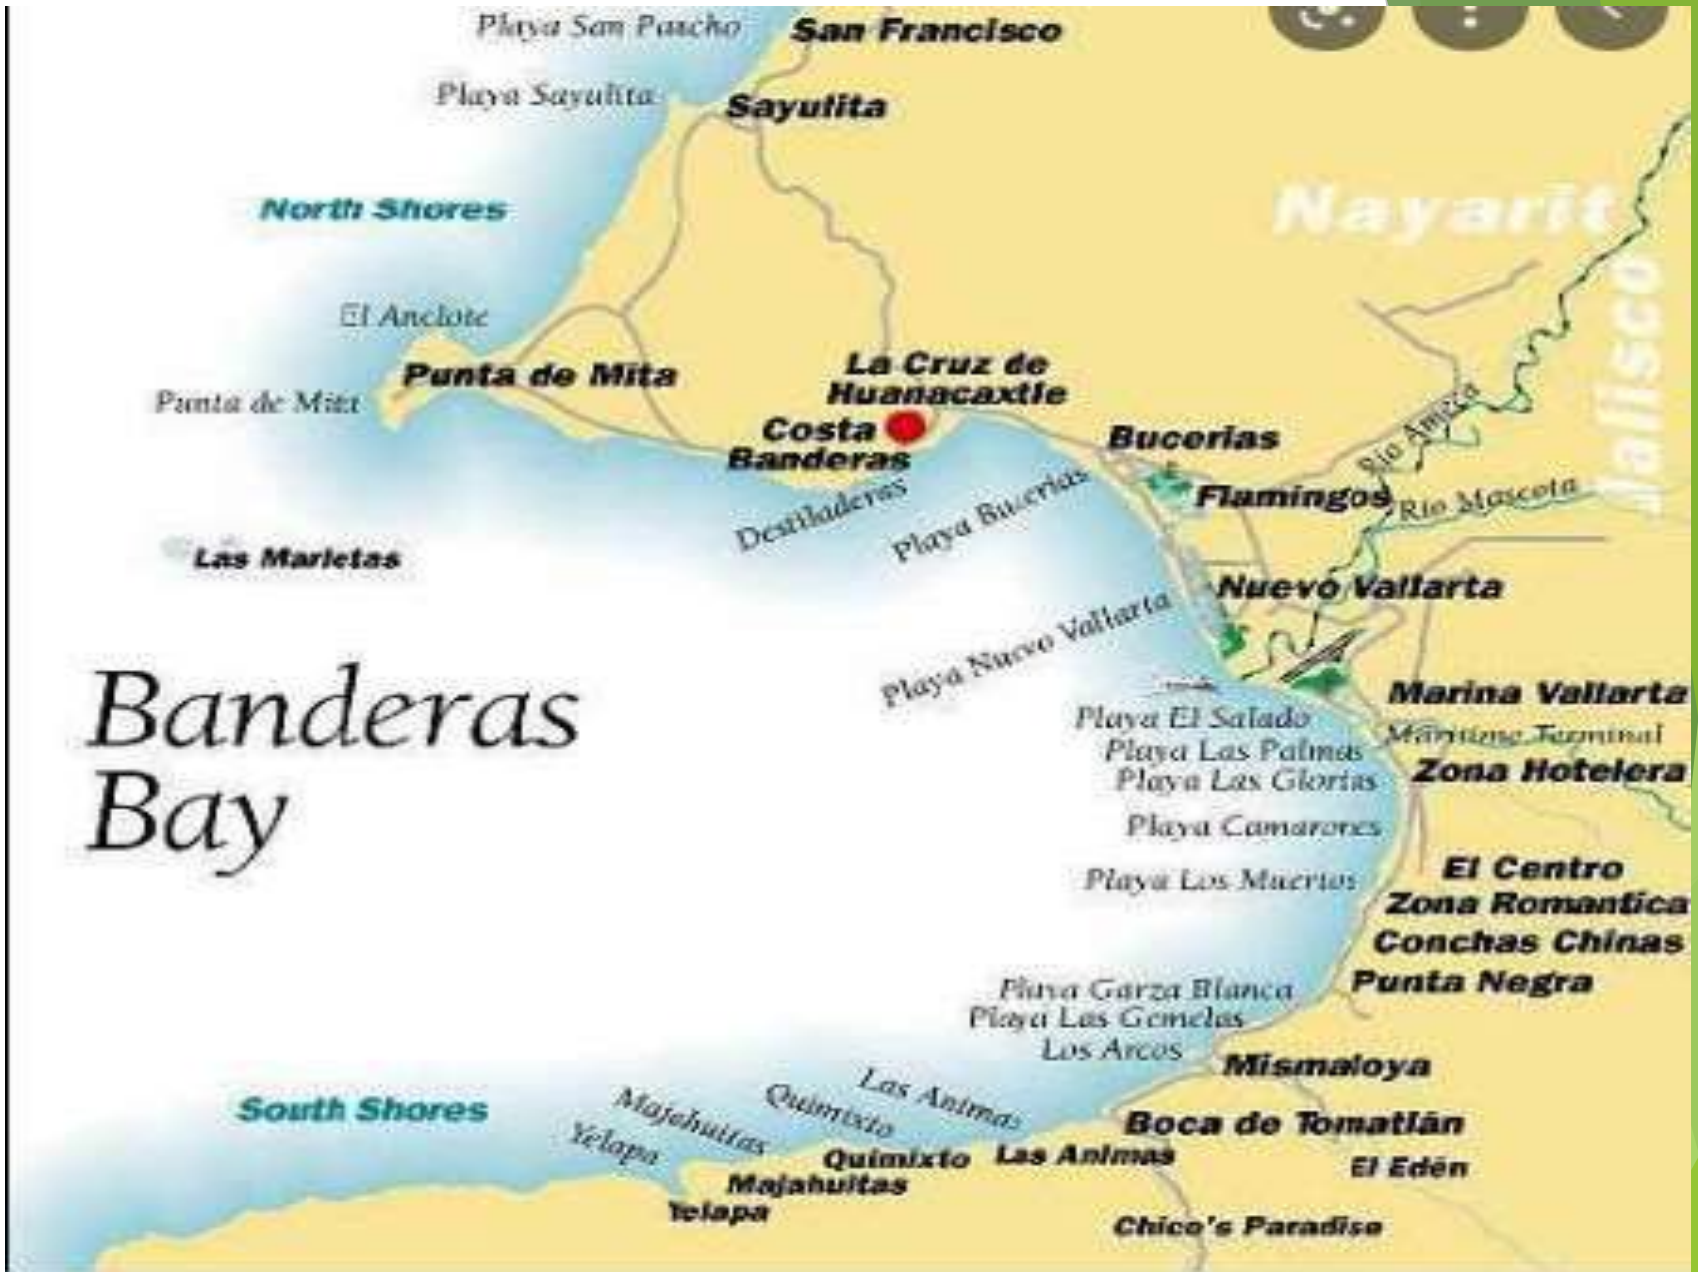 Playa San Pancho
San Francisco
Playa Sayulita
Sayulita
Nayarit
North Shores
Jalisco
El Anclote
Punta de Mita
Punta de Mita
La Cruz de
Huanacaxtle
Costa
Banderas
Bucerias
Rio Ameca
Destiladeras
Playa Bucerias
Flamingos
Rio Mascota
Las Marietas
Nuevo Vallarta
Playa Nuevo Vallarta
Banderas
Bay
Marina Vallarta
Playa El Salado
Maritime Terminal
Playa Las Palmas
Zona Hotelera
Playa Las Glorias
Playa Camarones
El Centro
Playa Los Muertos
Zona Romantica
Conchas Chinas
Punta Negra
Playa Garza Blanca
Playa Las Gemelas
Los Arcos
Mismaloya
South Shores
Las Animas
Quimixto
Majahuitas
Yelapa
Boca de Tomatlán
Quimixto
Las Animas
El Edén
Majahuitas
Yelapa
Chico's Paradise